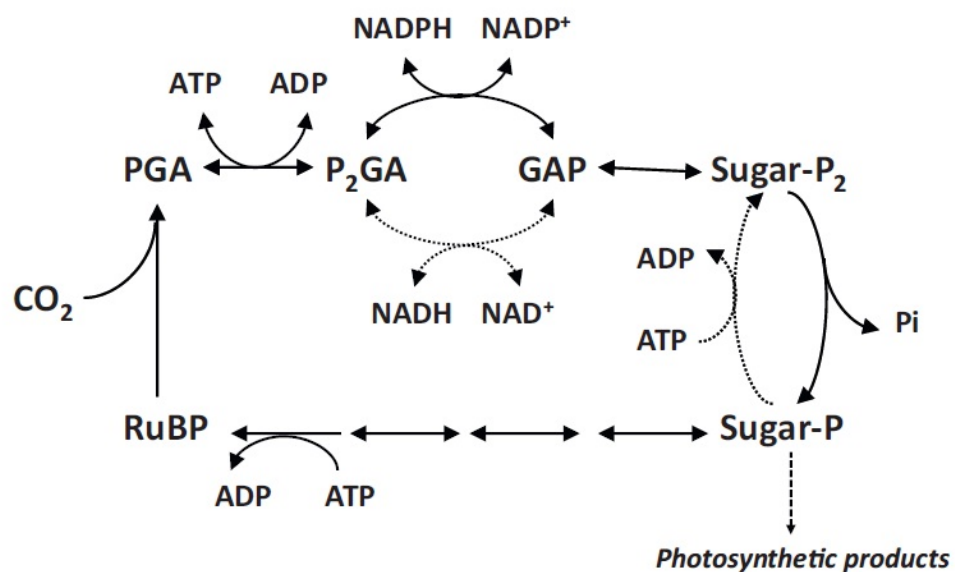 NADPH NADP⁺
ATP ADP
PGA P₂GA GAP Sugar-P₂
ADP
CO₂ NADH NAD⁺ ATP Pi
RuBP Sugar-P
ADP ATP
Photosynthetic products